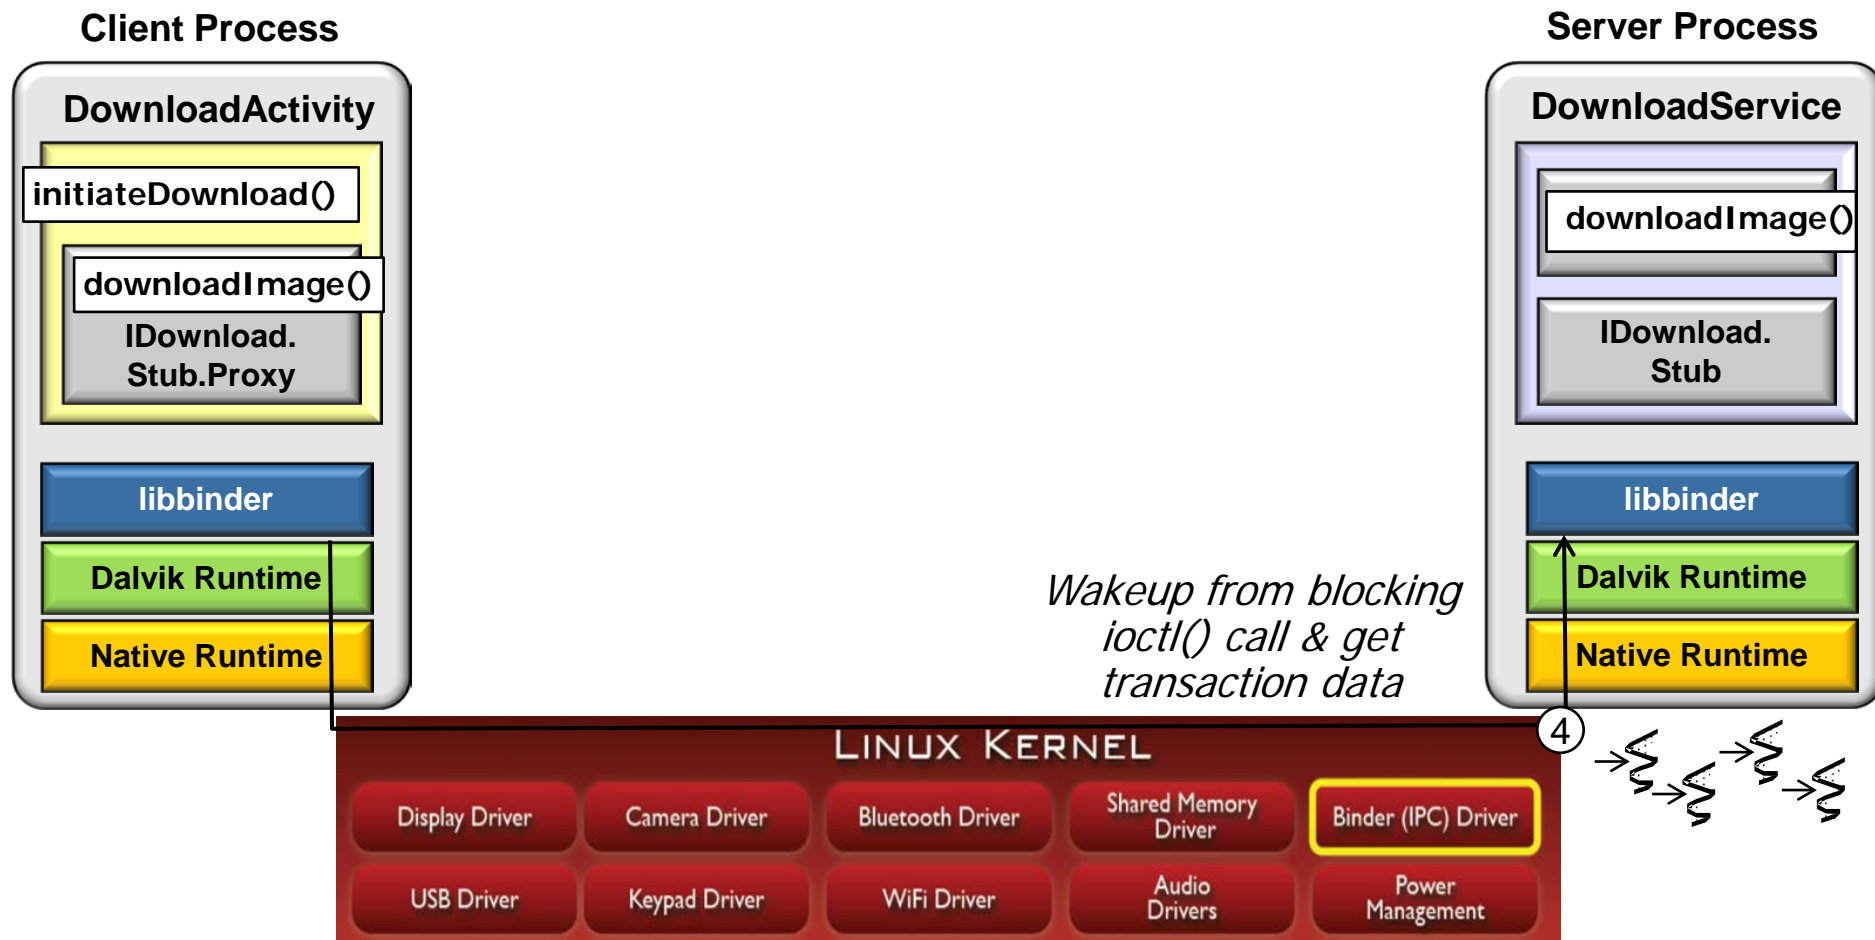 Client Process
Server Process
DownloadActivity
initiateDownload()
downloadImage()
IDownload.
Stub.Proxy
libbinder
Dalvik Runtime
Native Runtime
DownloadService
downloadImage()
IDownload.
Stub
libbinder
Dalvik Runtime
Native Runtime
Wakeup from blocking
ioctl() call & get
transaction data
4
LINUX KERNEL
Display Driver
Camera Driver
Bluetooth Driver
Shared Memory
Driver
Binder (IPC) Driver
USB Driver
Keypad Driver
WiFi Driver
Audio
Drivers
Power
Management